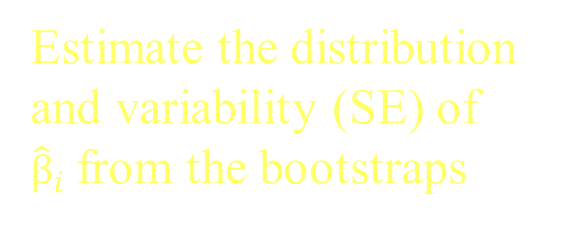 Estimate the distribution
and variability (SE) of
β̂ᵢ from the bootstraps